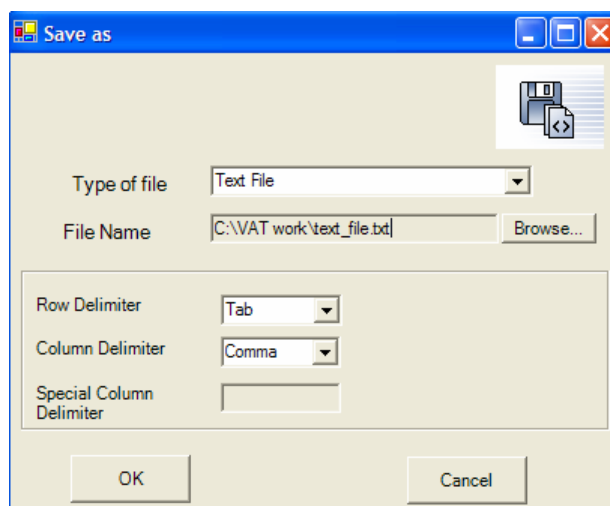 Save as
Type of file Text File
File Name C:\VAT work\text_file.txt Browse...
Row Delimiter Tab
Column Delimiter Comma
Special Column
Delimiter
OK Cancel